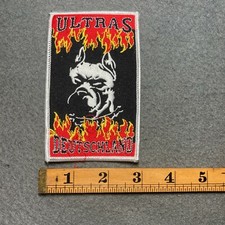 ULTRAS
DEUTSCHLAND
1 2 3 4 5